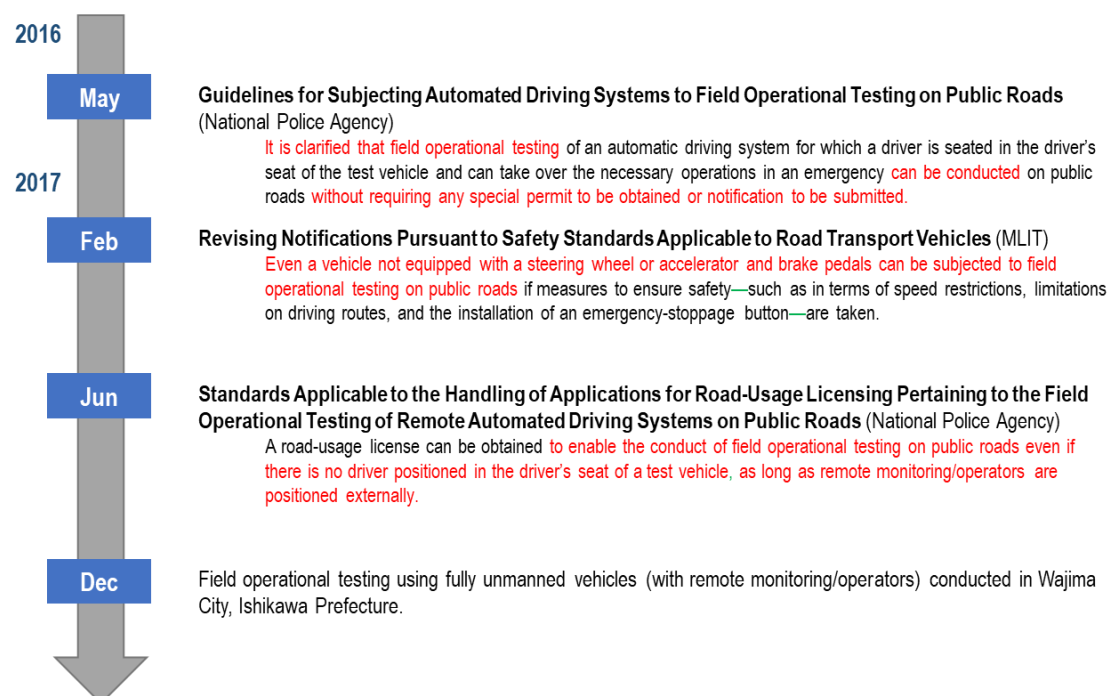 2016
May
Guidelines for Subjecting Automated Driving Systems to Field Operational Testing on Public Roads
(National Police Agency)
It is clarified that field operational testing of an automatic driving system for which a driver is seated in the driver's
seat of the test vehicle and can take over the necessary operations in an emergency can be conducted on public
roads without requiring any special permit to be obtained or notification to be submitted.
2017
Feb
Revising Notifications Pursuant to Safety Standards Applicable to Road Transport Vehicles (MLIT)
Even a vehicle not equipped with a steering wheel or accelerator and brake pedals can be subjected to field
operational testing on public roads if measures to ensure safety—such as in terms of speed restrictions, limitations
on driving routes, and the installation of an emergency-stoppage button—are taken.
Jun
Standards Applicable to the Handling of Applications for Road-Usage Licensing Pertaining to the Field
Operational Testing of Remote Automated Driving Systems on Public Roads (National Police Agency)
A road-usage license can be obtained to enable the conduct of field operational testing on public roads even if
there is no driver positioned in the driver's seat of a test vehicle, as long as remote monitoring/operators are
positioned externally.
Dec
Field operational testing using fully unmanned vehicles (with remote monitoring/operators) conducted in Wajima
City, Ishikawa Prefecture.